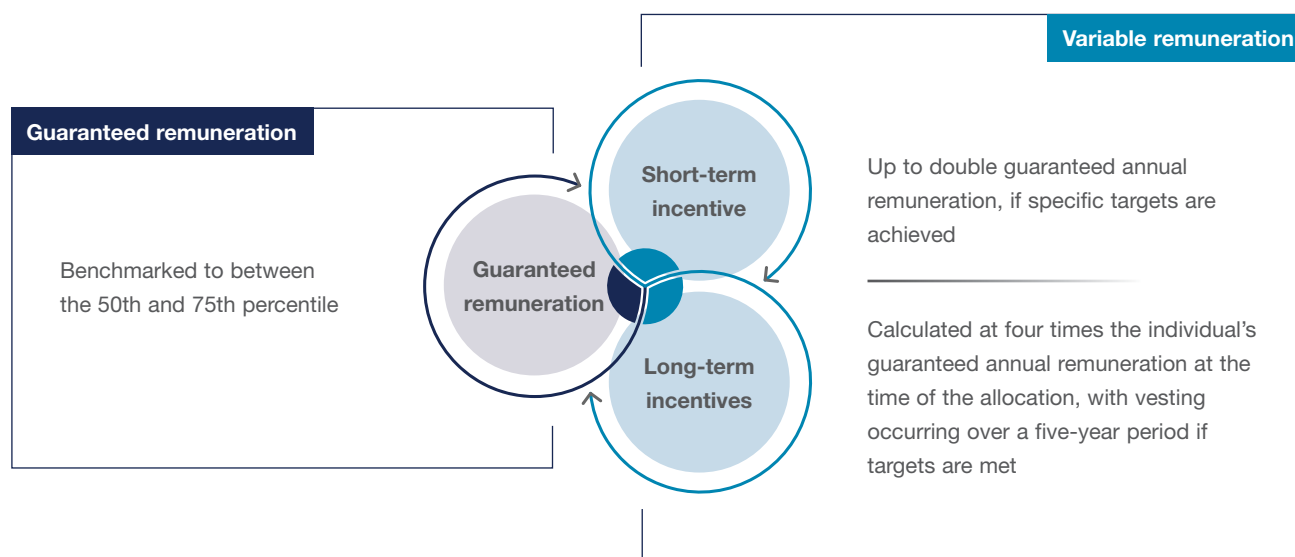 Variable remuneration
Guaranteed remuneration
Short-term
incentive
Up to double guaranteed annual
remuneration, if specific targets are
achieved
Benchmarked to between
the 50th and 75th percentile
Guaranteed
remuneration
Long-term
incentives
Calculated at four times the individual’s
guaranteed annual remuneration at the
time of the allocation, with vesting
occurring over a five-year period if
targets are met